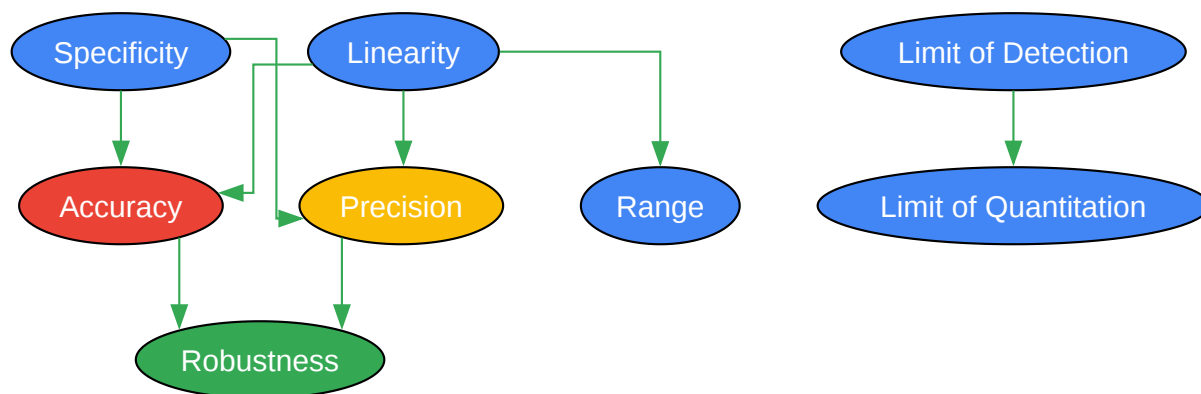 Specificity
Linearity
Limit of Detection
Accuracy
Precision
Range
Limit of Quantitation
Robustness